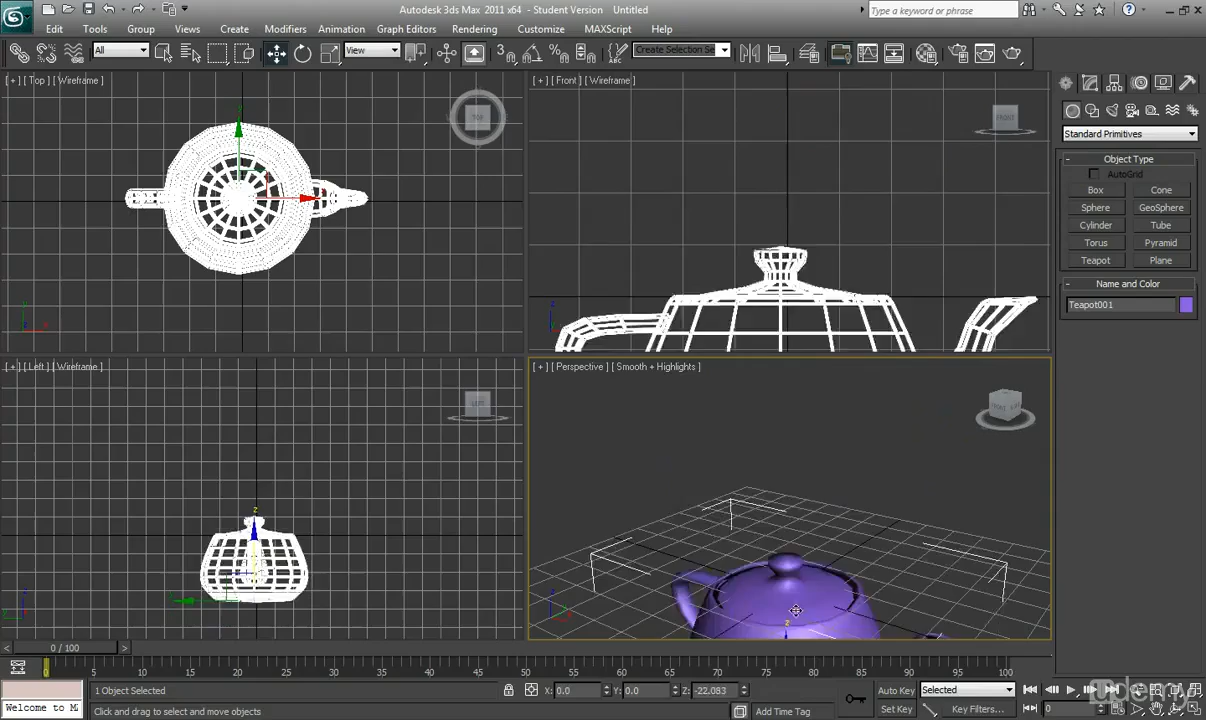 Autodesk 3ds Max 2011 x64 - Student Version Untitled
Type a keyword or phrase
Edit Tools Group Views Create Modifiers Animation Graph Editors Rendering Customize MAXScript Help
All View Create Selection Se
[ + ] [ Top ] [ Wireframe ]
[ + ] [ Front ] [ Wireframe ]
TOP
FRONT
Standard Primitives
- Object Type
AutoGrid
Box Cone
Sphere GeoSphere
Cylinder Tube
Torus Pyramid
Teapot Plane
- Name and Color
Teapot001
[ + ] [ Left ] [ Wireframe ]
[ + ] [ Perspective ] [ Smooth + Highlights ]
LEFT
FRONT
z
z
< 0 / 100 >
0 5 10 15 20 25 30 35 40 45 50 55 60 65 70 75 80 85 90 95 100
1 Object Selected X: 0.0 Y: 0.0 Z: -22.083 Auto Key Selected
Welcome to M
Click and drag to select and move objects Add Time Tag Set Key Key Filters... 0
udemy